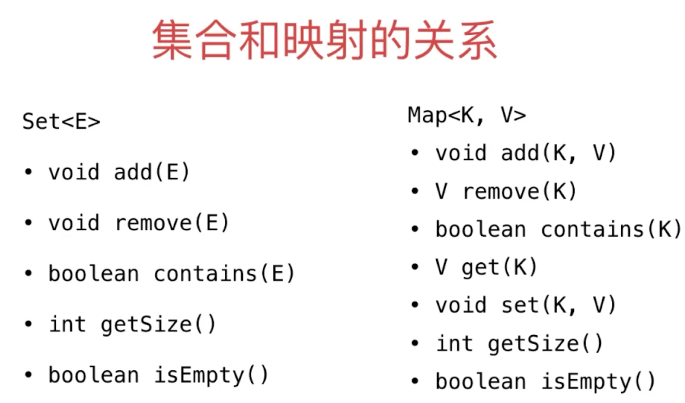 集合和映射的关系
Set<E>
• void add(E)
• void remove(E)
• boolean contains(E)
• int getSize()
• boolean isEmpty()
Map<K, V>
• void add(K, V)
• V remove(K)
• boolean contains(K)
• V get(K)
• void set(K, V)
• int getSize()
• boolean isEmpty()